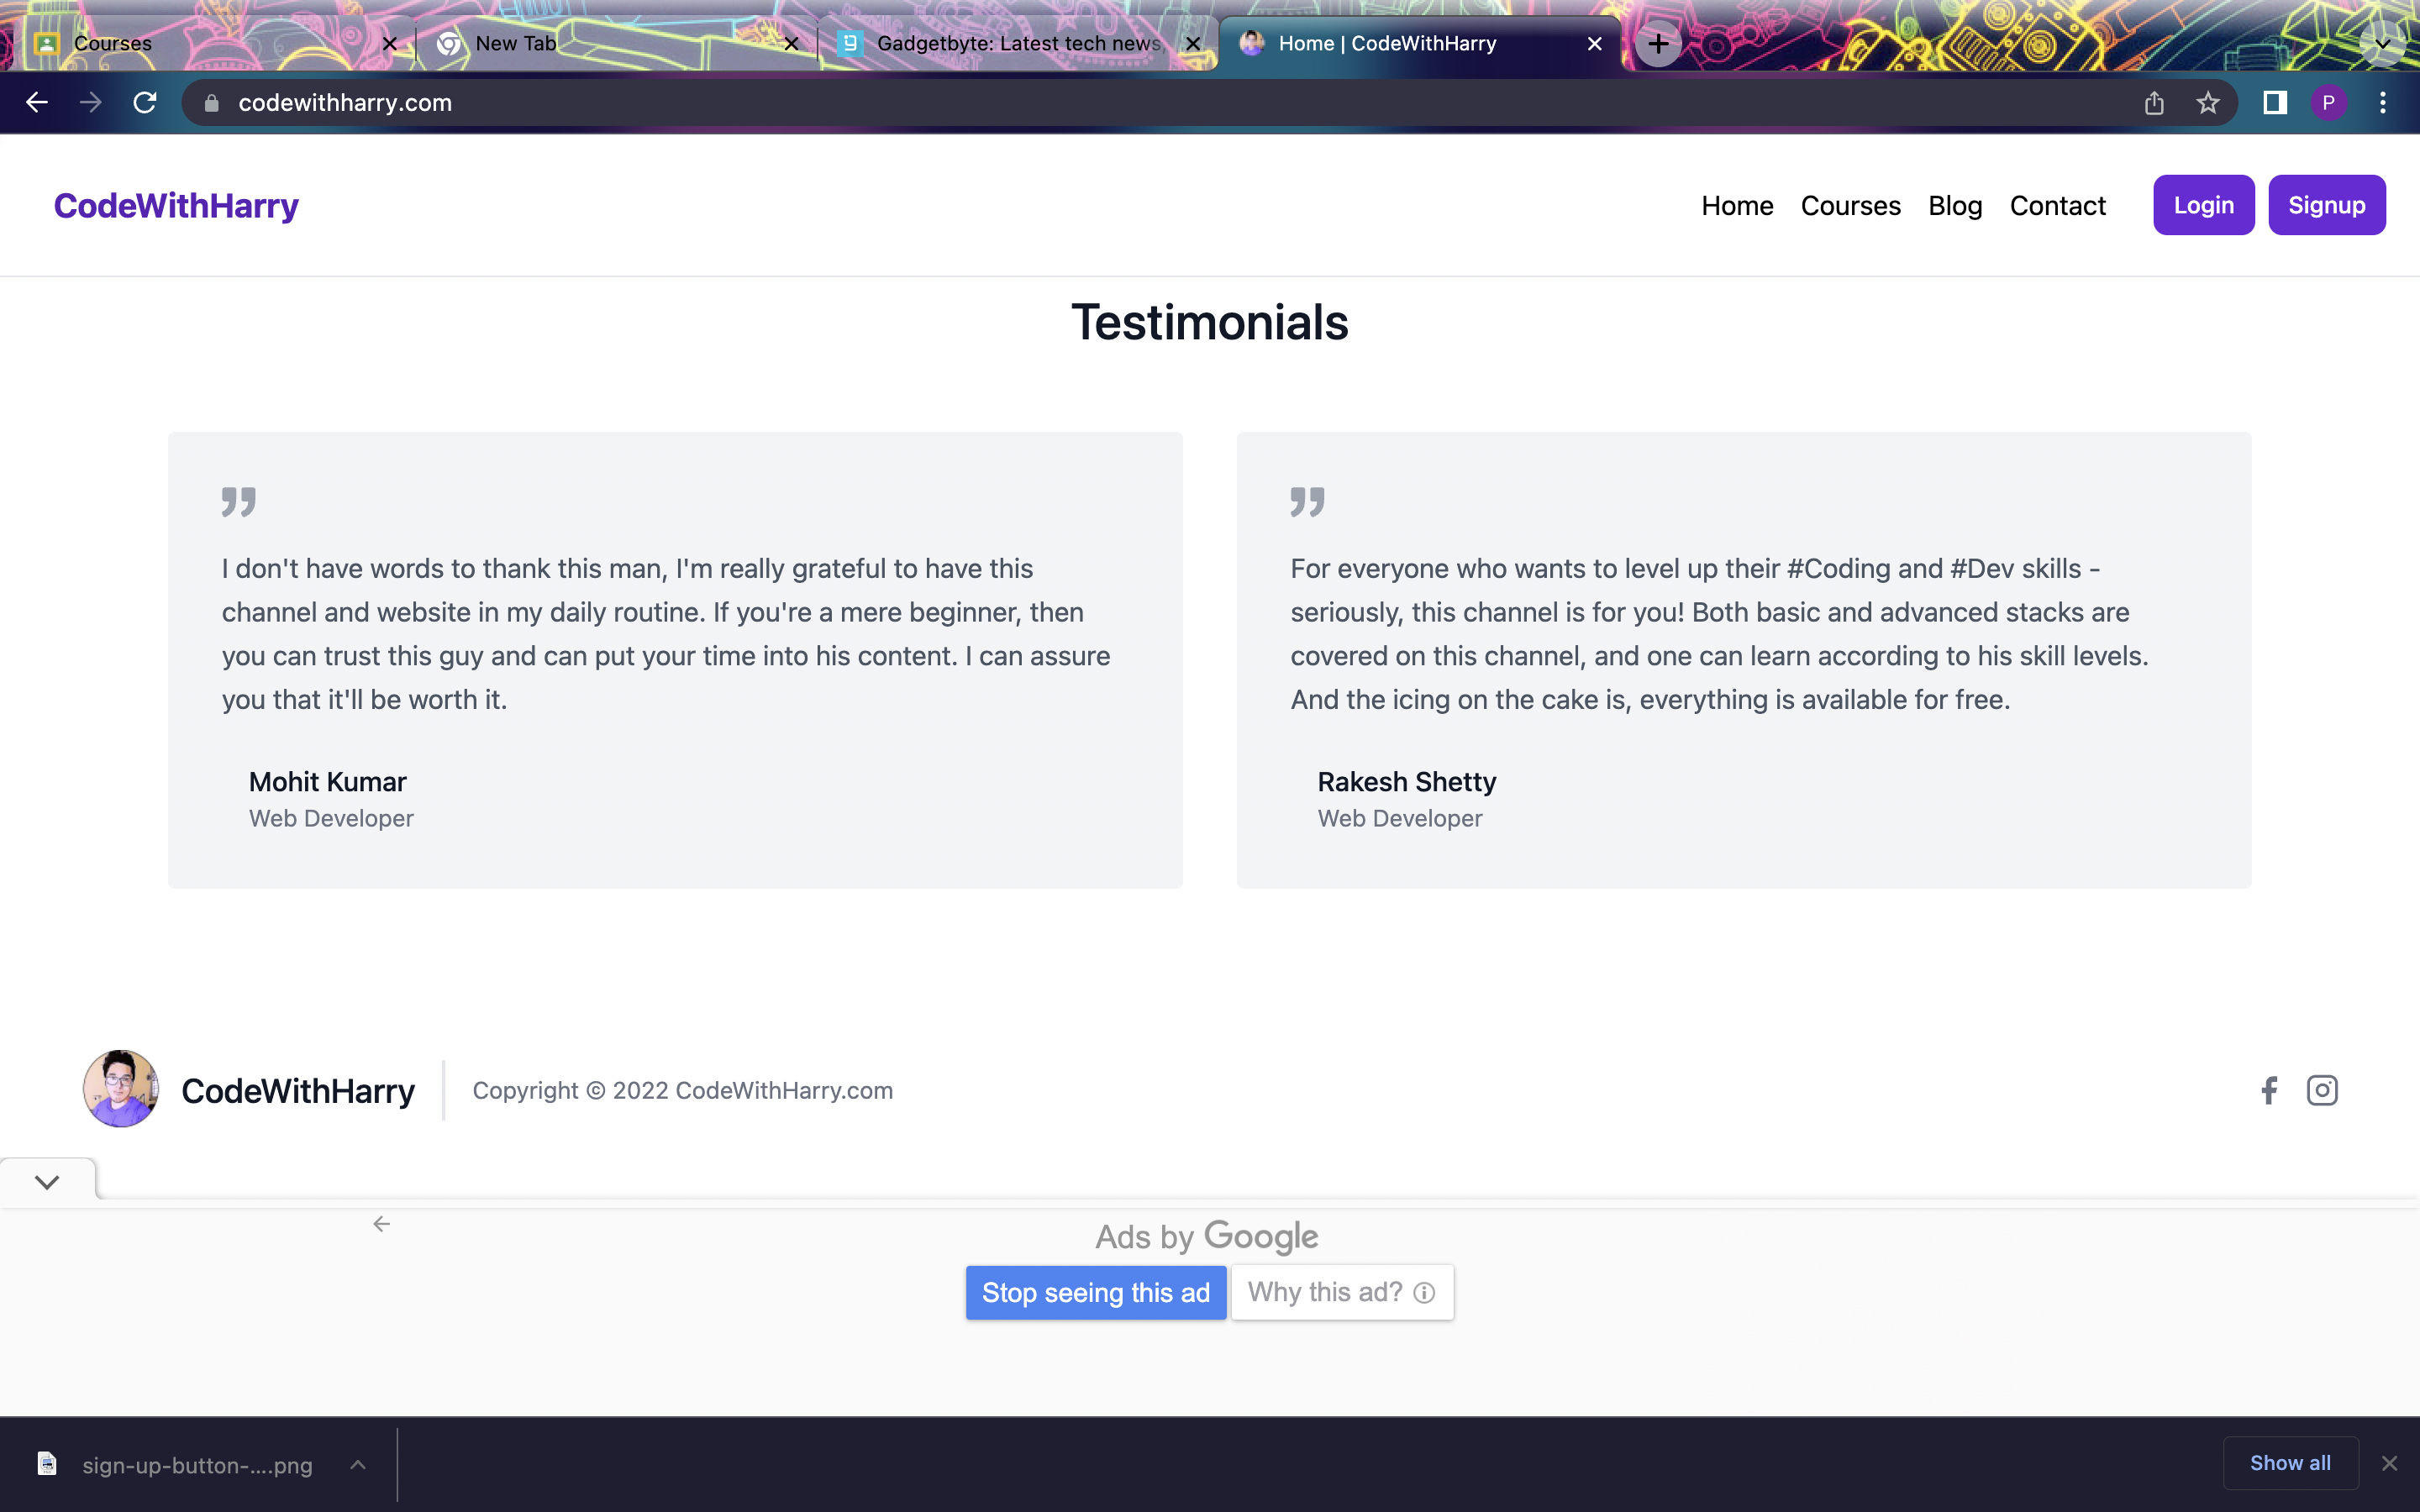 Courses
New Tab
Gadgetbyte: Latest tech news,
Home | CodeWithHarry
codewithharry.com
P
CodeWithHarry
Home
Courses
Blog
Contact
Login
Signup
Testimonials
I don't have words to thank this man, I'm really grateful to have this
channel and website in my daily routine. If you're a mere beginner, then
you can trust this guy and can put your time into his content. I can assure
you that it'll be worth it.
Mohit Kumar
Web Developer
For everyone who wants to level up their #Coding and #Dev skills -
seriously, this channel is for you! Both basic and advanced stacks are
covered on this channel, and one can learn according to his skill levels.
And the icing on the cake is, everything is available for free.
Rakesh Shetty
Web Developer
CodeWithHarry
Copyright © 2022 CodeWithHarry.com
Ads by Google
Stop seeing this ad
Why this ad?
sign-up-button-....png
Show all